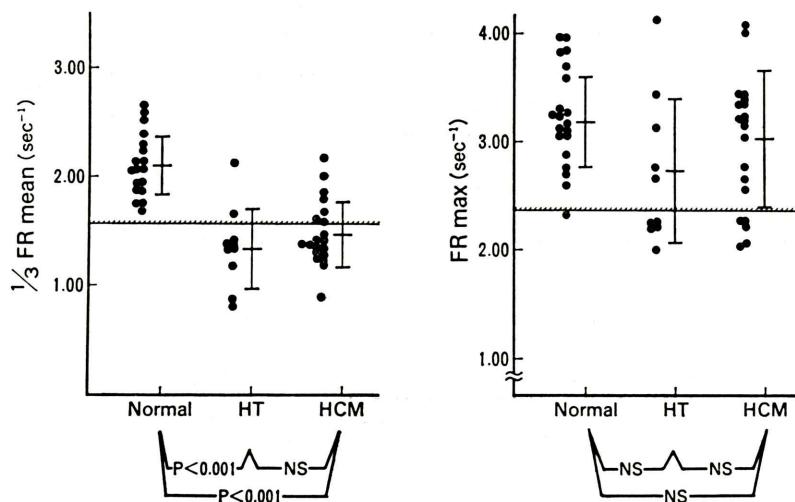 1/3 FR mean (sec⁻¹)
3.00
2.00
1.00
Normal HT HCM
P<0.001 NS
P<0.001
FR max (sec⁻¹)
4.00
3.00
2.00
1.00
Normal HT HCM
NS NS
NS